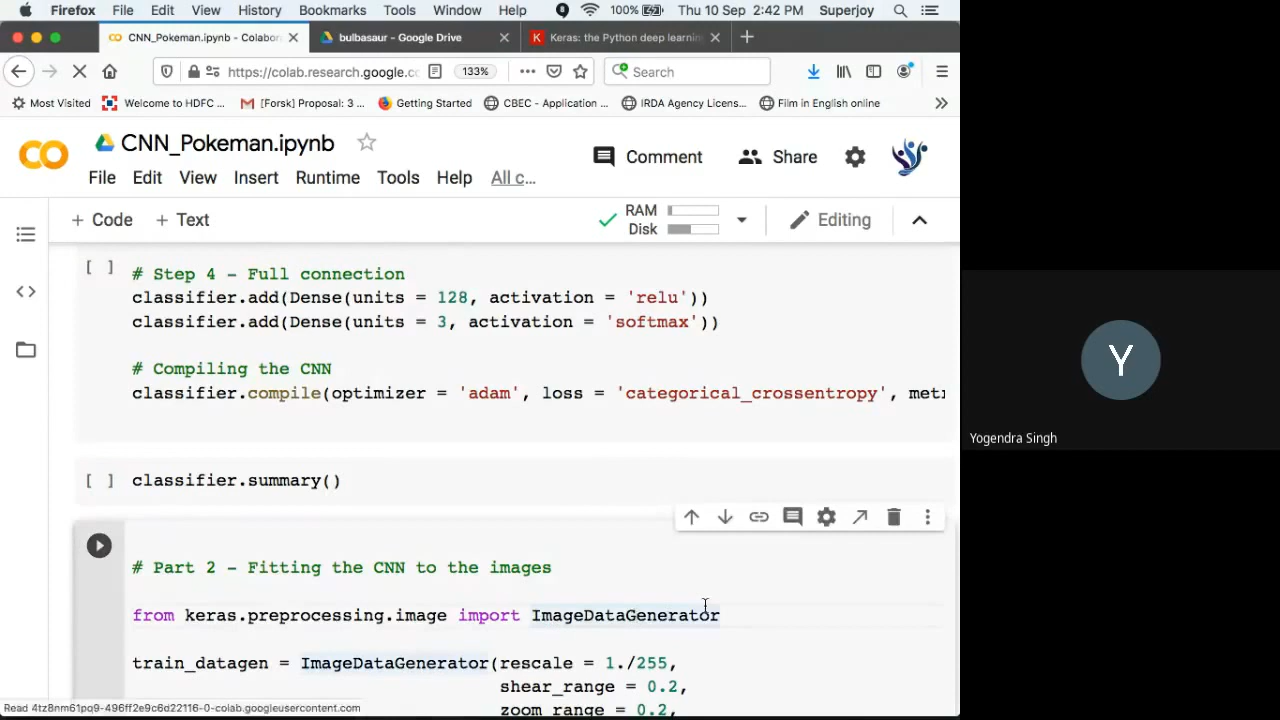 Firefox File Edit View History Bookmarks Tools Window Help 100% Thu 10 Sep 2:42 PM Superjoy
CNN_Pokeman.ipynb - Colabor bulbasaur - Google Drive Keras: the Python deep learnin
https://colab.research.google.cc 133% Search
Most Visited Welcome to HDFC ... [Forsk] Proposal: 3 ... Getting Started CBEC - Application ... IRDA Agency Licens... Film in English online
CNN_Pokeman.ipynb
Comment Share
File Edit View Insert Runtime Tools Help All c...
+ Code + Text RAM Disk Editing
[ ] # Step 4 - Full connection
classifier.add(Dense(units = 128, activation = 'relu'))
classifier.add(Dense(units = 3, activation = 'softmax'))
# Compiling the CNN
classifier.compile(optimizer = 'adam', loss = 'categorical_crossentropy', metr
[ ] classifier.summary()
# Part 2 - Fitting the CNN to the images
from keras.preprocessing.image import ImageDataGenerator
train_datagen = ImageDataGenerator(rescale = 1./255,
shear_range = 0.2,
zoom_range = 0.2,
Read 4tz8nm61pq9-496ff2e9c6d22116-0-colab.googleusercontent.com
Y
Yogendra Singh